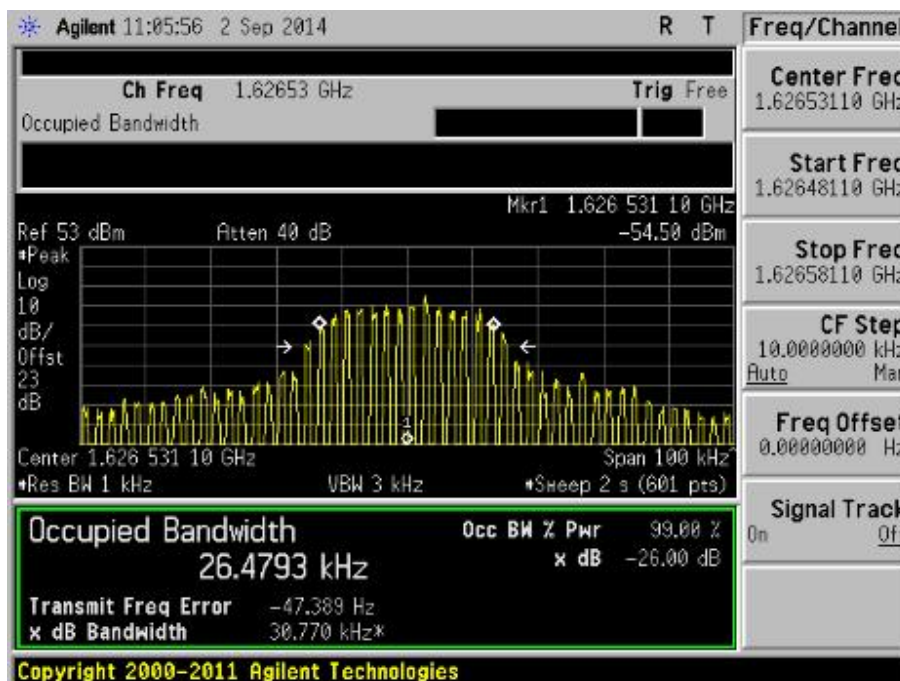 Agilent 11:05:56 2 Sep 2014 R T
Freq/Channel
Ch Freq 1.62653 GHz Trig Free
Occupied Bandwidth
Center Freq
1.62653110 GHz
Start Freq
1.62648110 GHz
Stop Freq
1.62658110 GHz
CF Step
10.0000000 kHz
Auto Man
Freq Offset
0.00000000 Hz
Signal Track
On Off
Mkr1 1.626 531 10 GHz
Ref 53 dBm Atten 40 dB -54.50 dBm
*Peak
Log
10
dB/
Offst
23
dB
1
Center 1.626 531 10 GHz Span 100 kHz^
*Res BW 1 kHz VBW 3 kHz *Sweep 2 s (601 pts)
Occupied Bandwidth Occ BW % Pwr 99.00 %
26.4793 kHz x dB -26.00 dB
Transmit Freq Error -47.389 Hz
x dB Bandwidth 30.770 kHz*
Copyright 2000-2011 Agilent Technologies